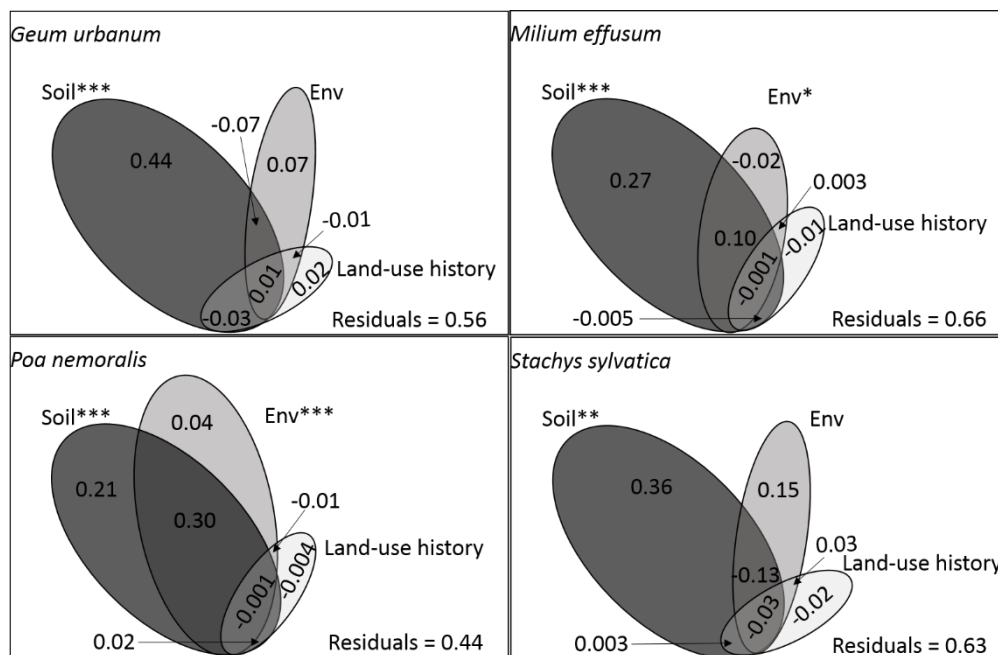 Geum urbanum
Soil***
Env
-0.07
0.44
0.07
-0.01
Land-use history
0.01
0.02
-0.03
Residuals = 0.56
Milium effusum
Soil***
Env*
-0.02
0.003
0.27
Land-use history
0.10
-0.01
-0.001
-0.005
Residuals = 0.66
Poa nemoralis
Soil***
Env***
0.04
0.21
-0.01
0.30
Land-use history
-0.004
-0.001
0.02
Residuals = 0.44
Stachys sylvatica
Soil**
Env
0.36
0.15
0.03
Land-use history
-0.13
-0.03
-0.02
0.003
Residuals = 0.63